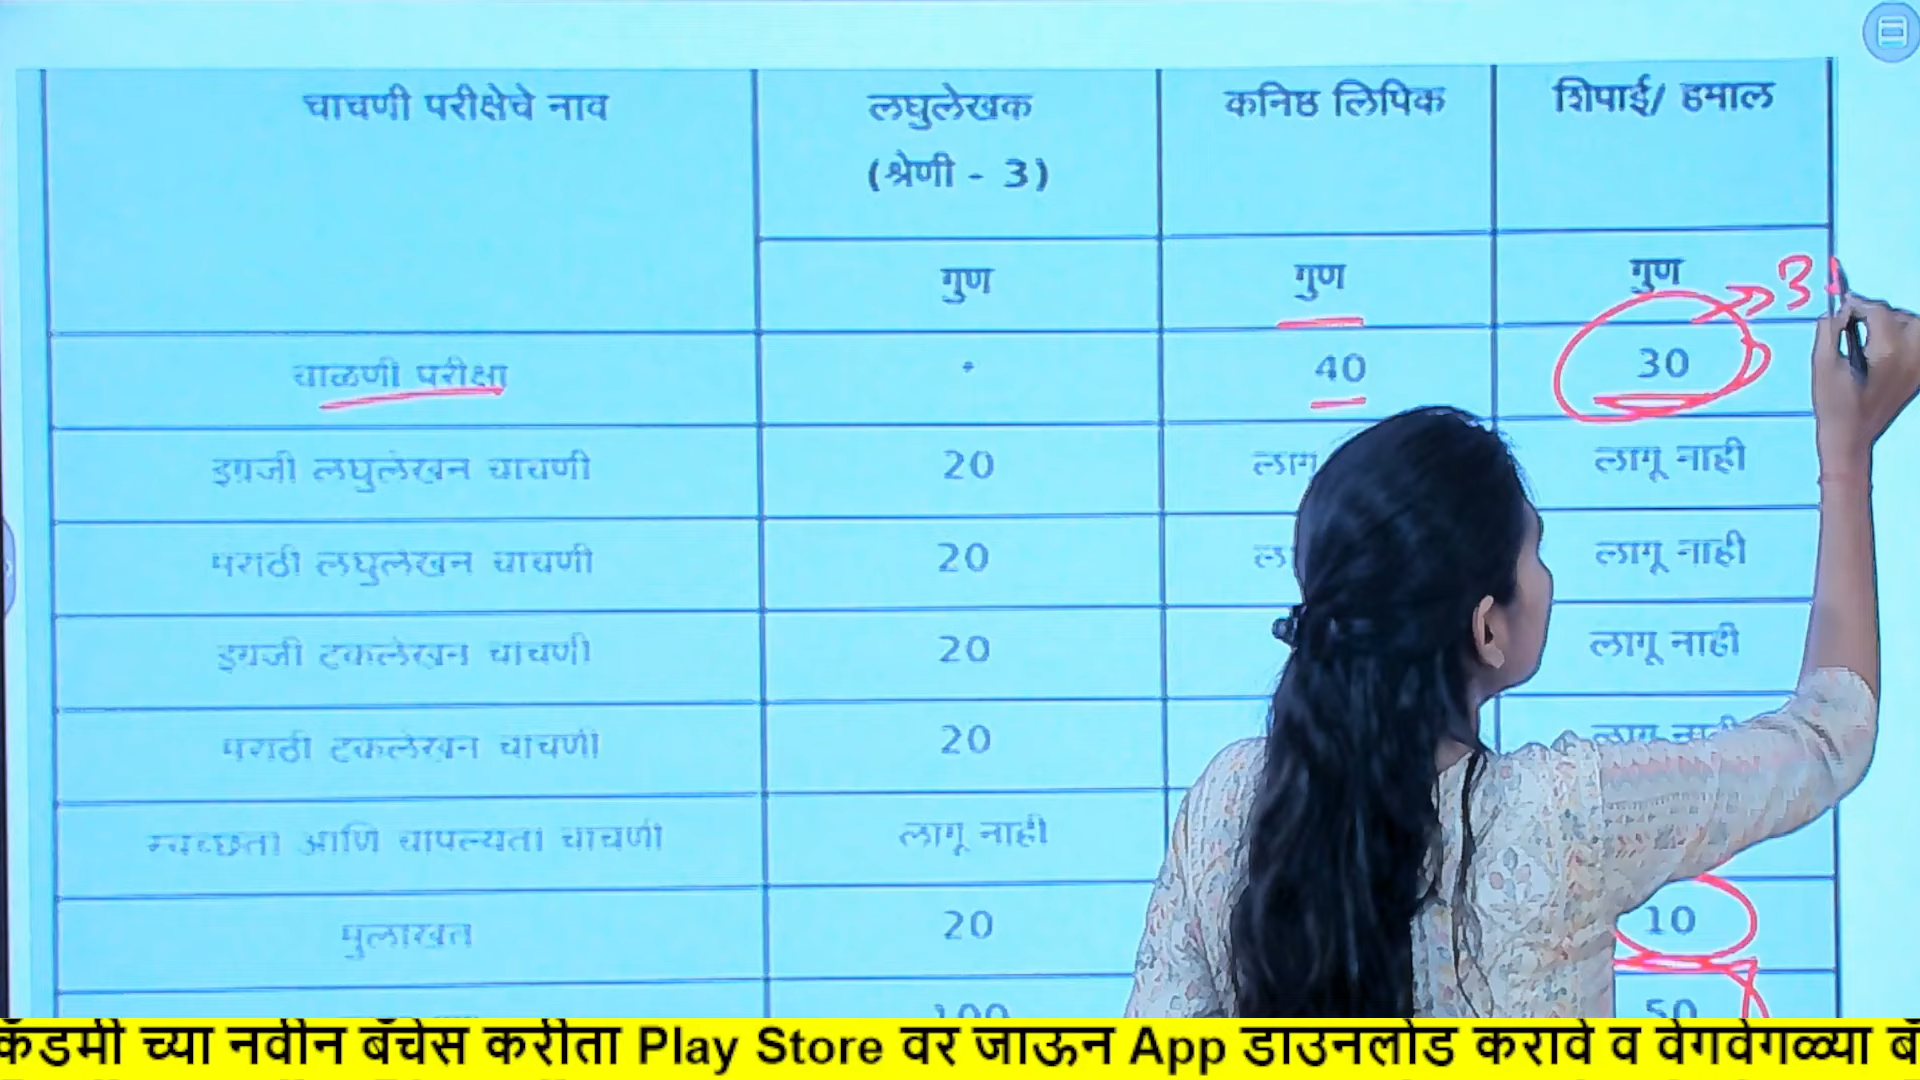 चाचणी परीक्षेचे नाव लघुलेखक कनिष्ठ लिपिक शिपाई/ हमाल
(श्रेणी - 3)
गुण गुण गुण 3
चाळणी परीक्षा - 40 30
इंग्रजी लघुलेखन चाचणी 20 लागू नाही
मराठी लघुलेखन चाचणी 20 लागू नाही
इंग्रजी टंकलेखन चाचणी 20 लागू नाही
मराठी टंकलेखन चाचणी 20 लागू नाही
स्वच्छता आणि चापल्यता चाचणी लागू नाही
मुलाखत 20 10
100 50
च्या नवीन बॅचेस करीता Play Store वर जाऊन App डाउनलोड करावे व वेगवेगळ्या